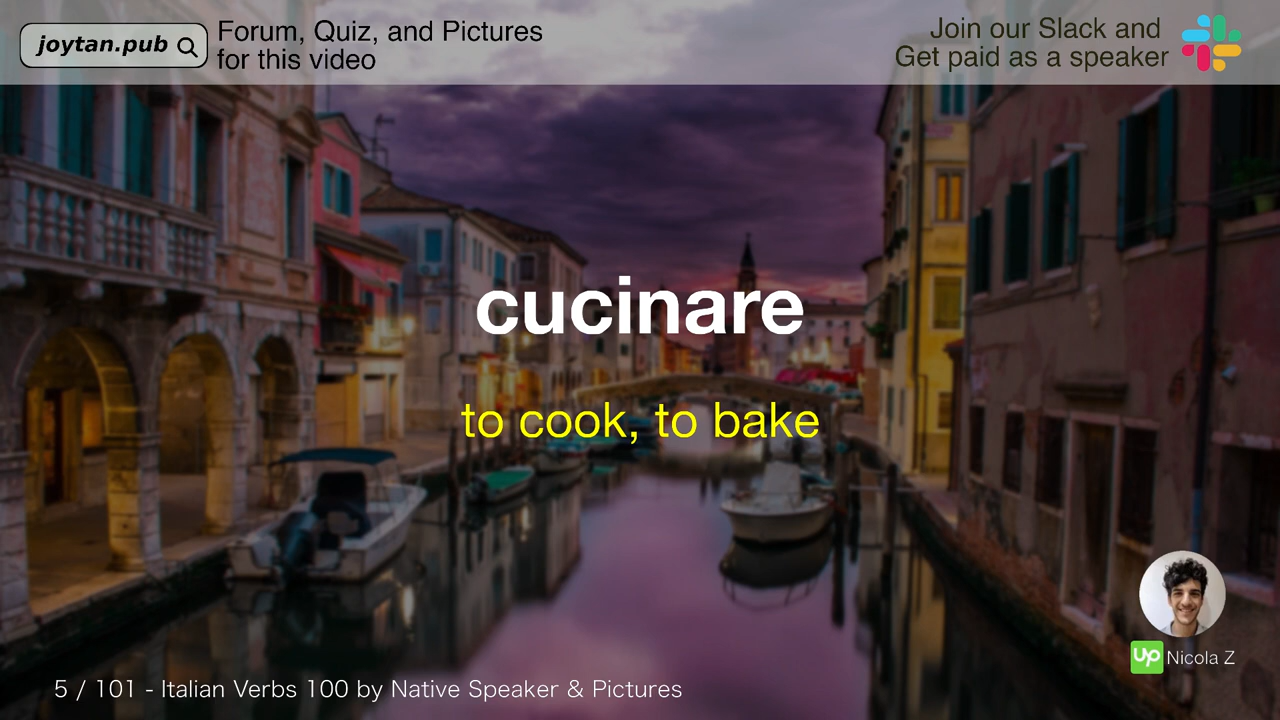 joytan.pub
Forum, Quiz, and Pictures
for this video
Join our Slack and
Get paid as a speaker
cucinare
to cook, to bake
Up
Nicola Z
5 / 101 - Italian Verbs 100 by Native Speaker & Pictures